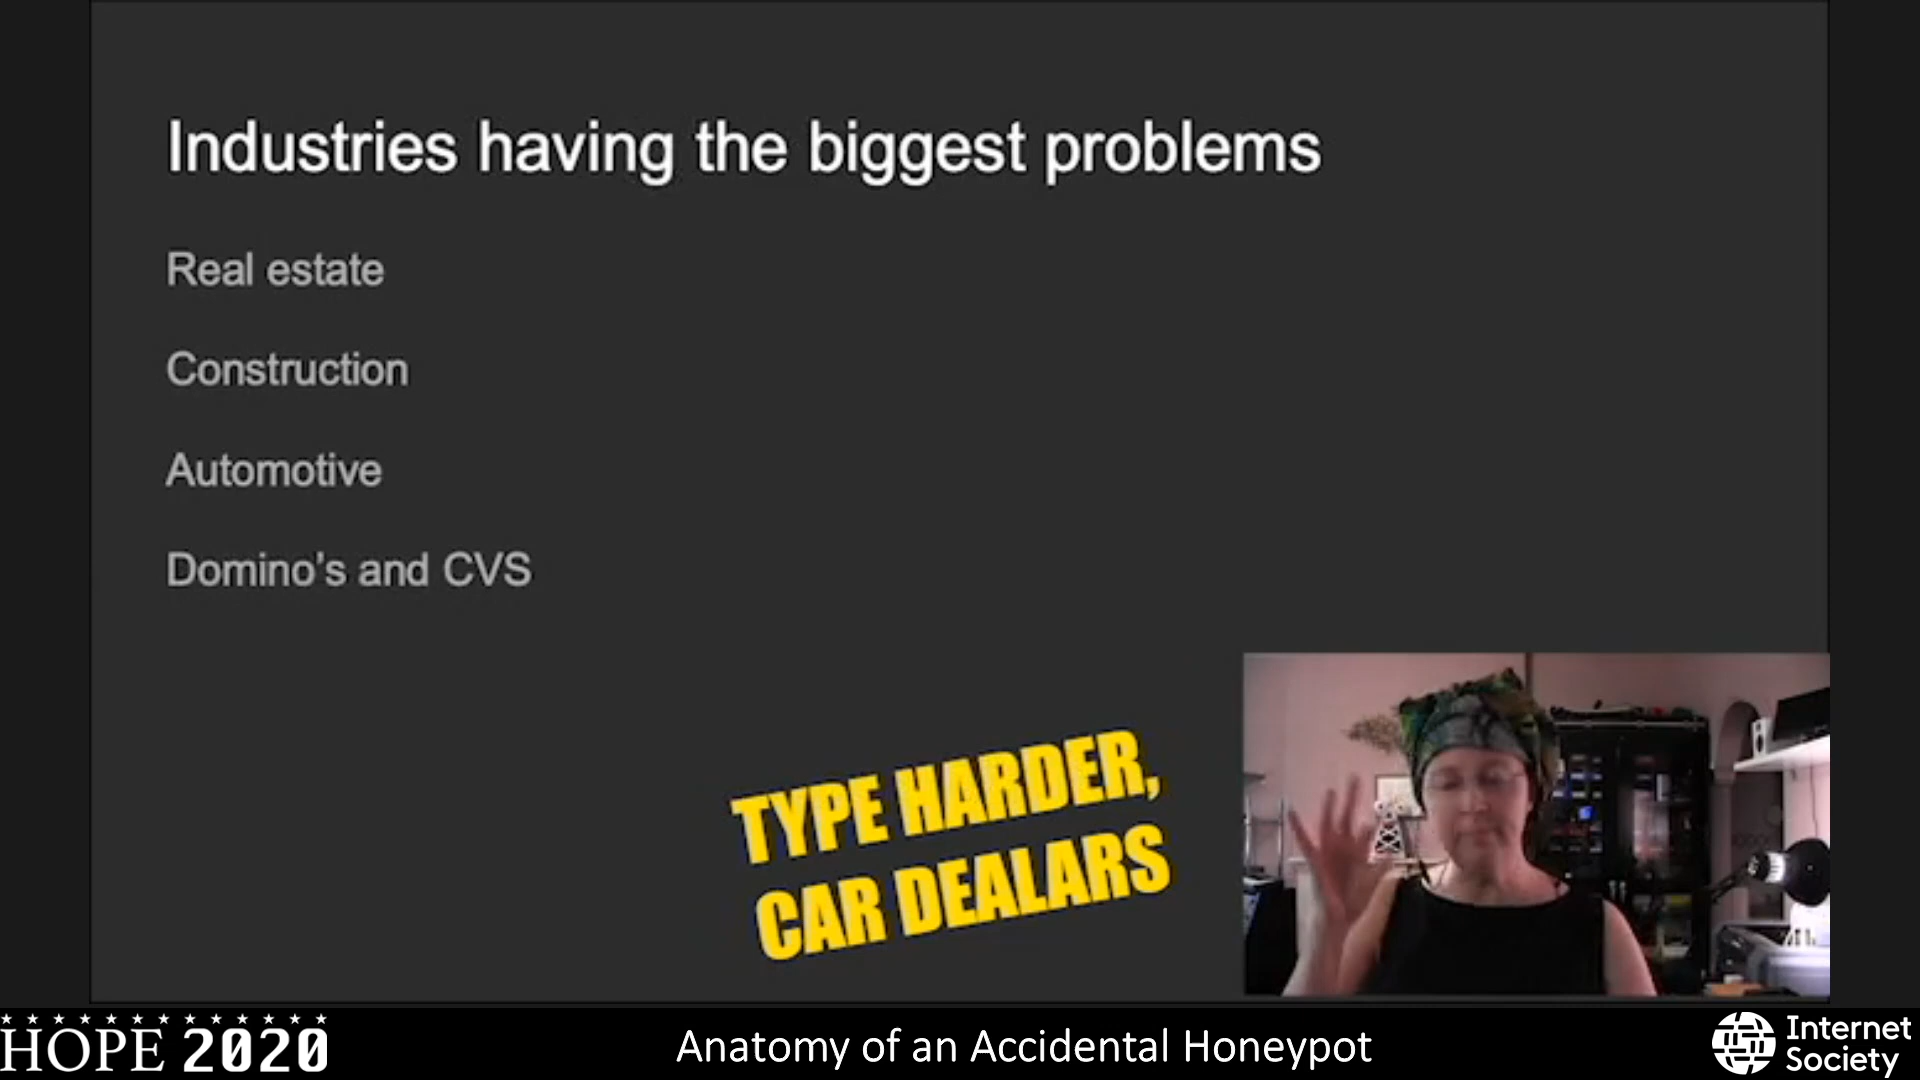 Industries having the biggest problems
Real estate
Construction
Automotive
Domino's and CVS
TYPE HARDER,
CAR DEALARS
HOPE 2020
Anatomy of an Accidental Honeypot
Internet
Society